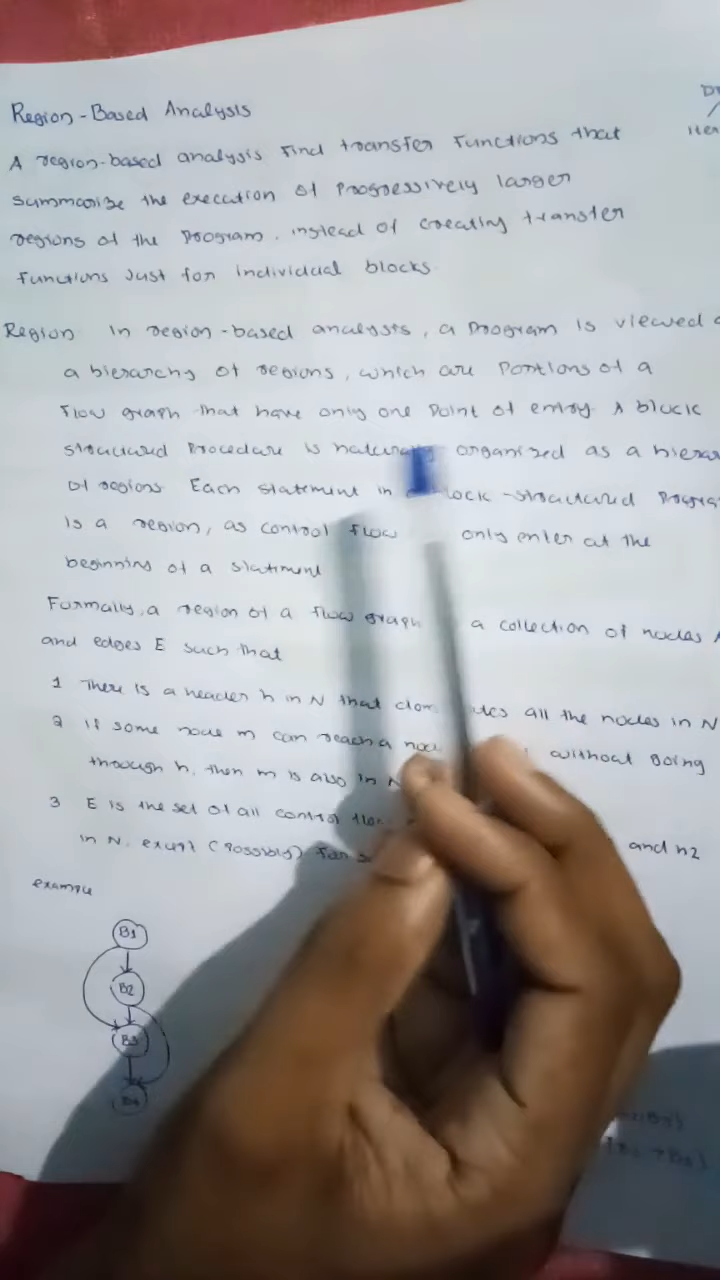 Region-Based Analysis
A region-based analysis find transfer functions that
summarize the execution of progressively larger
regions of the program, instead of creating transfer
functions just for individual blocks.
Region In region-based analysis, a program is viewed
a hierarchy of regions, which are portions of a
flow graph that have only one point of entry. A block
structured procedure is organized as a
of regions Each statement in -structured
is a region, as control flow only enter at the
beginning of a statment
Formally, a region of a flow graph a collection of nodes
and edges E such that
1 There is a header h in N that all the nodes in N
2 if some node m can reach a without going
through h, then m is also in N
3 E is the set of all control
in N, except (possibly) for and n2
example
B1
B2
B3
B4